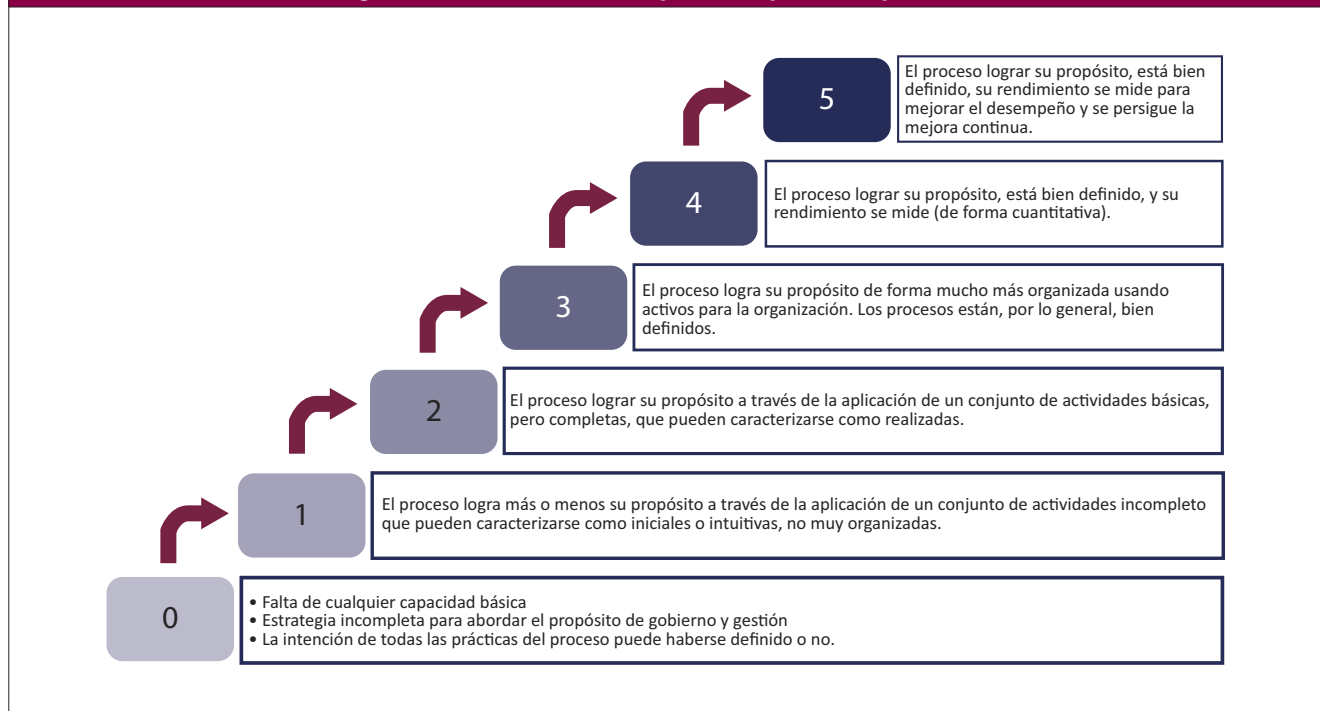 5
El proceso lograr su propósito, está bien
definido, su rendimiento se mide para
mejorar el desempeño y se persigue la
mejora continua.
4
El proceso lograr su propósito, está bien definido, y su
rendimiento se mide (de forma cuantitativa).
3
El proceso logra su propósito de forma mucho más organizada usando
activos para la organización. Los procesos están, por lo general, bien
definidos.
2
El proceso lograr su propósito a través de la aplicación de un conjunto de actividades básicas,
pero completas, que pueden caracterizarse como realizadas.
1
El proceso logra más o menos su propósito a través de la aplicación de un conjunto de actividades incompleto
que pueden caracterizarse como iniciales o intuitivas, no muy organizadas.
0
• Falta de cualquier capacidad básica
• Estrategia incompleta para abordar el propósito de gobierno y gestión
• La intención de todas las prácticas del proceso puede haberse definido o no.